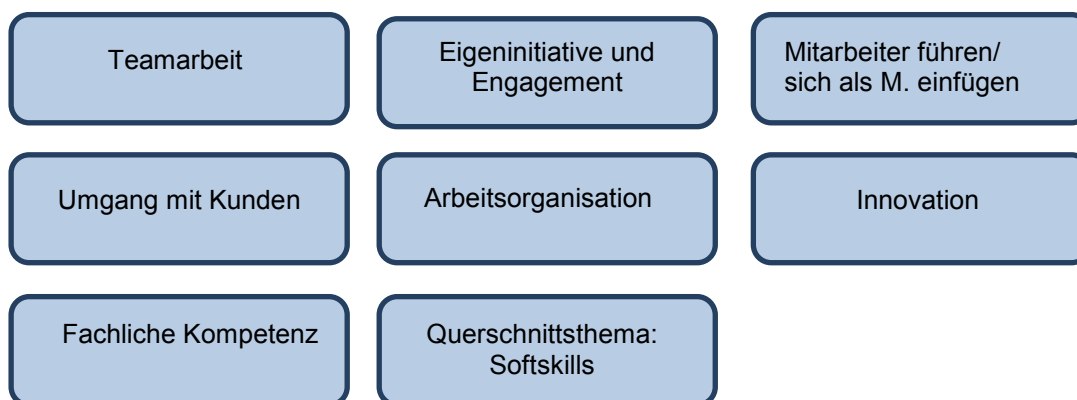 Teamarbeit
Eigeninitiative und
Engagement
Mitarbeiter führen/
sich als M. einfügen
Umgang mit Kunden
Arbeitsorganisation
Innovation
Fachliche Kompetenz
Querschnittsthema:
Softskills